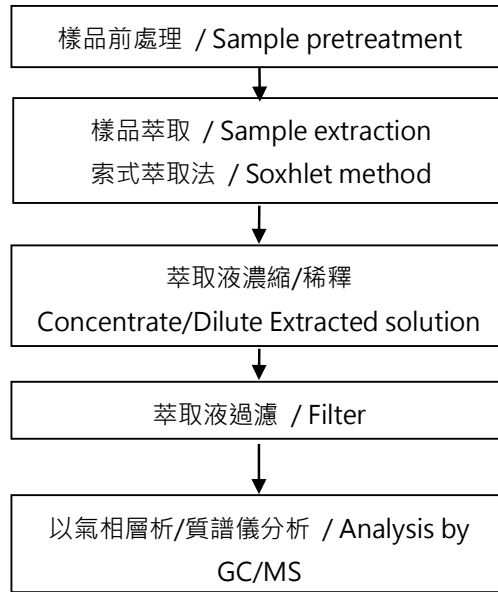 樣品前處理 / Sample pretreatment
樣品萃取 / Sample extraction
索式萃取法 / Soxhlet method
萃取液濃縮/稀釋
Concentrate/Dilute Extracted solution
萃取液過濾 / Filter
以氣相層析/質譜儀分析 / Analysis by
GC/MS